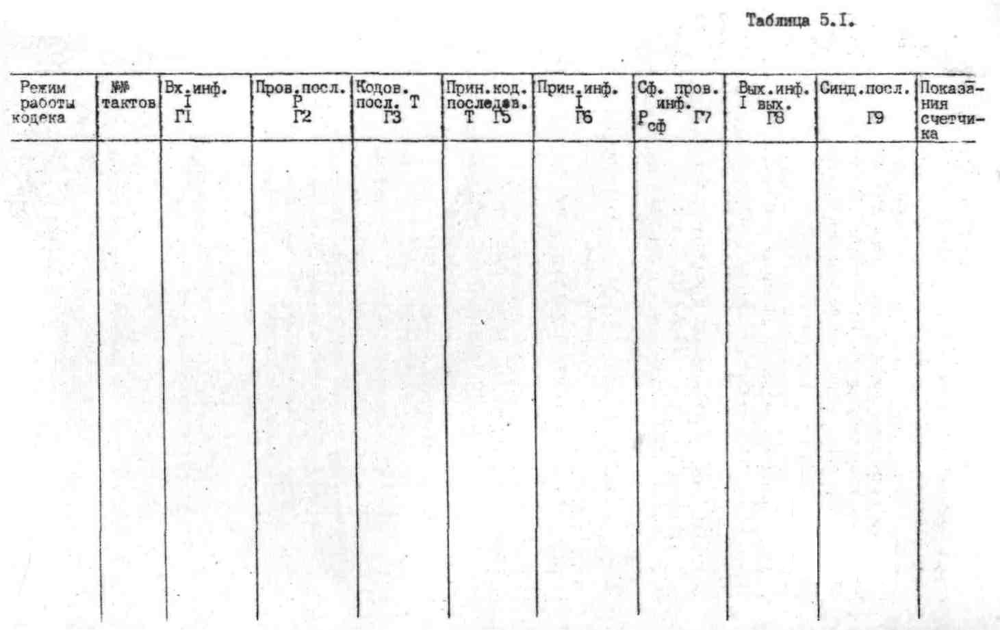 Таблица 5.I.
Режим
работы
кодека
№№
тактов
Вх.инф.
I
Г1
Пров.посл.
Р
Г2
Кодов.
посл. Т
Г3
Прин.код.
последов.
Т Г5
Прин.инф.
I
Г6
Сф. пров.
инф.
Рсф Г7
Вых.инф.
I вых.
Г8
Синд.посл.
Г9
Показа-
ния
счетчи-
ка